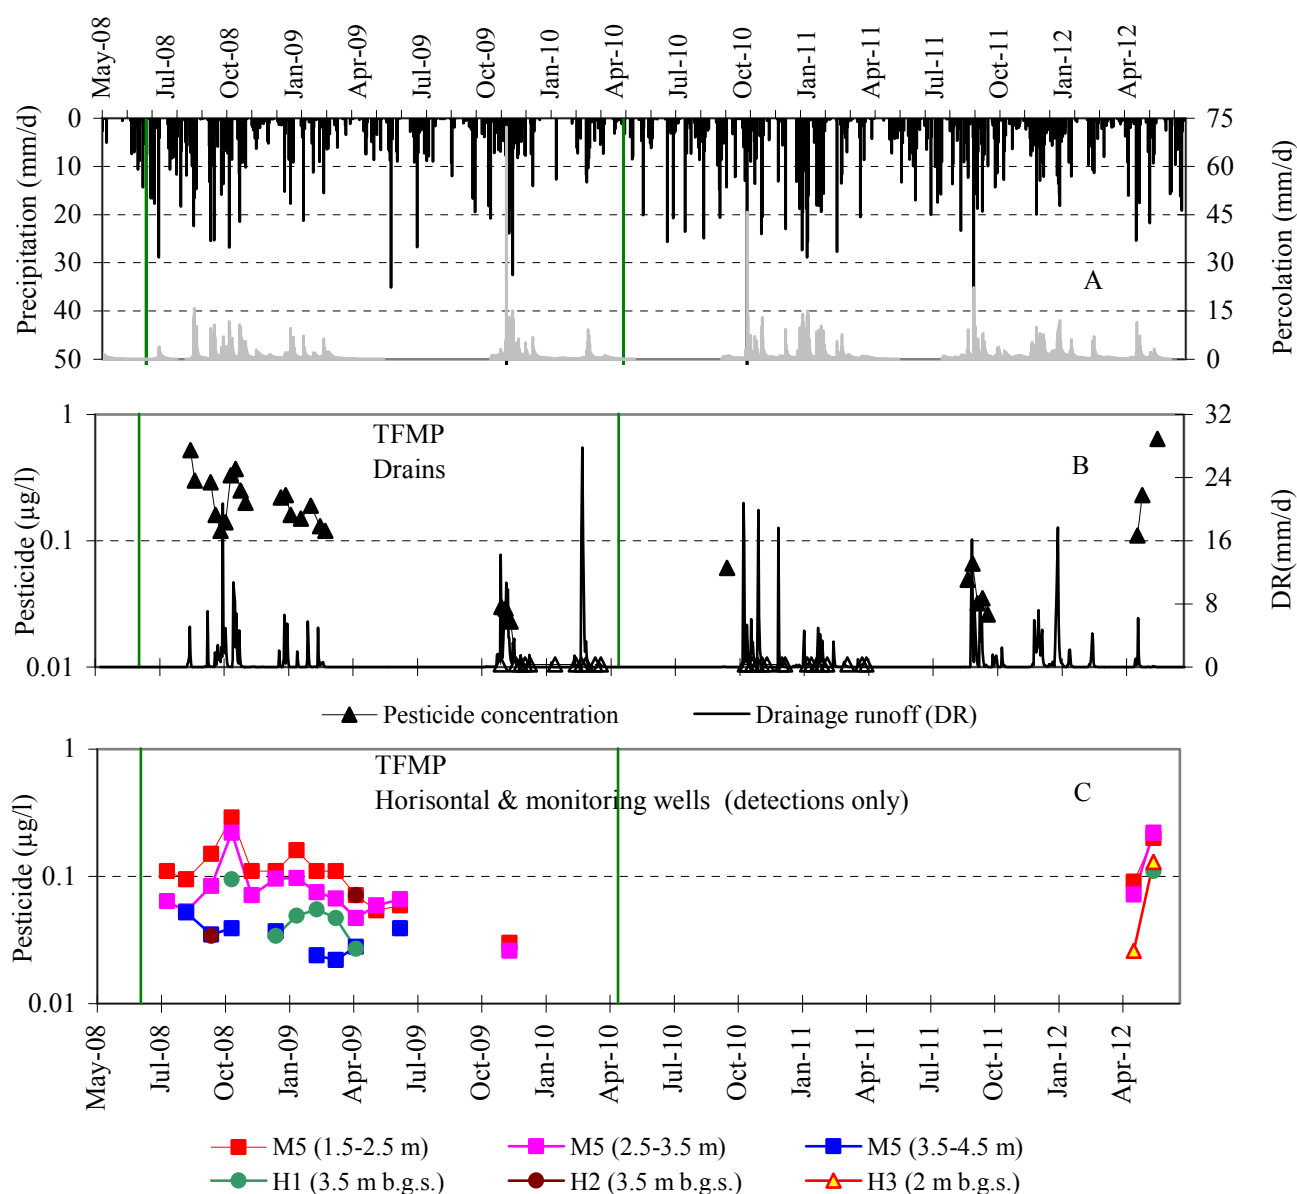 May-08 Jul-08 Oct-08 Jan-09 Apr-09 Jul-09 Oct-09 Jan-10 Apr-10 Jul-10 Oct-10 Jan-11 Apr-11 Jul-11 Oct-11 Jan-12 Apr-12
Precipitation (mm/d)
0
10
20
30
40
50
A
75
60
45
30
15
0
Percolation (mm/d)
Pesticide (µg/l)
1
0.1
0.01
TFMP
Drains
B
32
24
16
8
0
DR(mm/d)
Pesticide concentration
Drainage runoff (DR)
Pesticide (µg/l)
1
0.1
0.01
TFMP
Horisontal & monitoring wells (detections only)
C
May-08 Jul-08 Oct-08 Jan-09 Apr-09 Jul-09 Oct-09 Jan-10 Apr-10 Jul-10 Oct-10 Jan-11 Apr-11 Jul-11 Oct-11 Jan-12 Apr-12
M5 (1.5-2.5 m) M5 (2.5-3.5 m) M5 (3.5-4.5 m)
H1 (3.5 m b.g.s.) H2 (3.5 m b.g.s.) H3 (2 m b.g.s.)